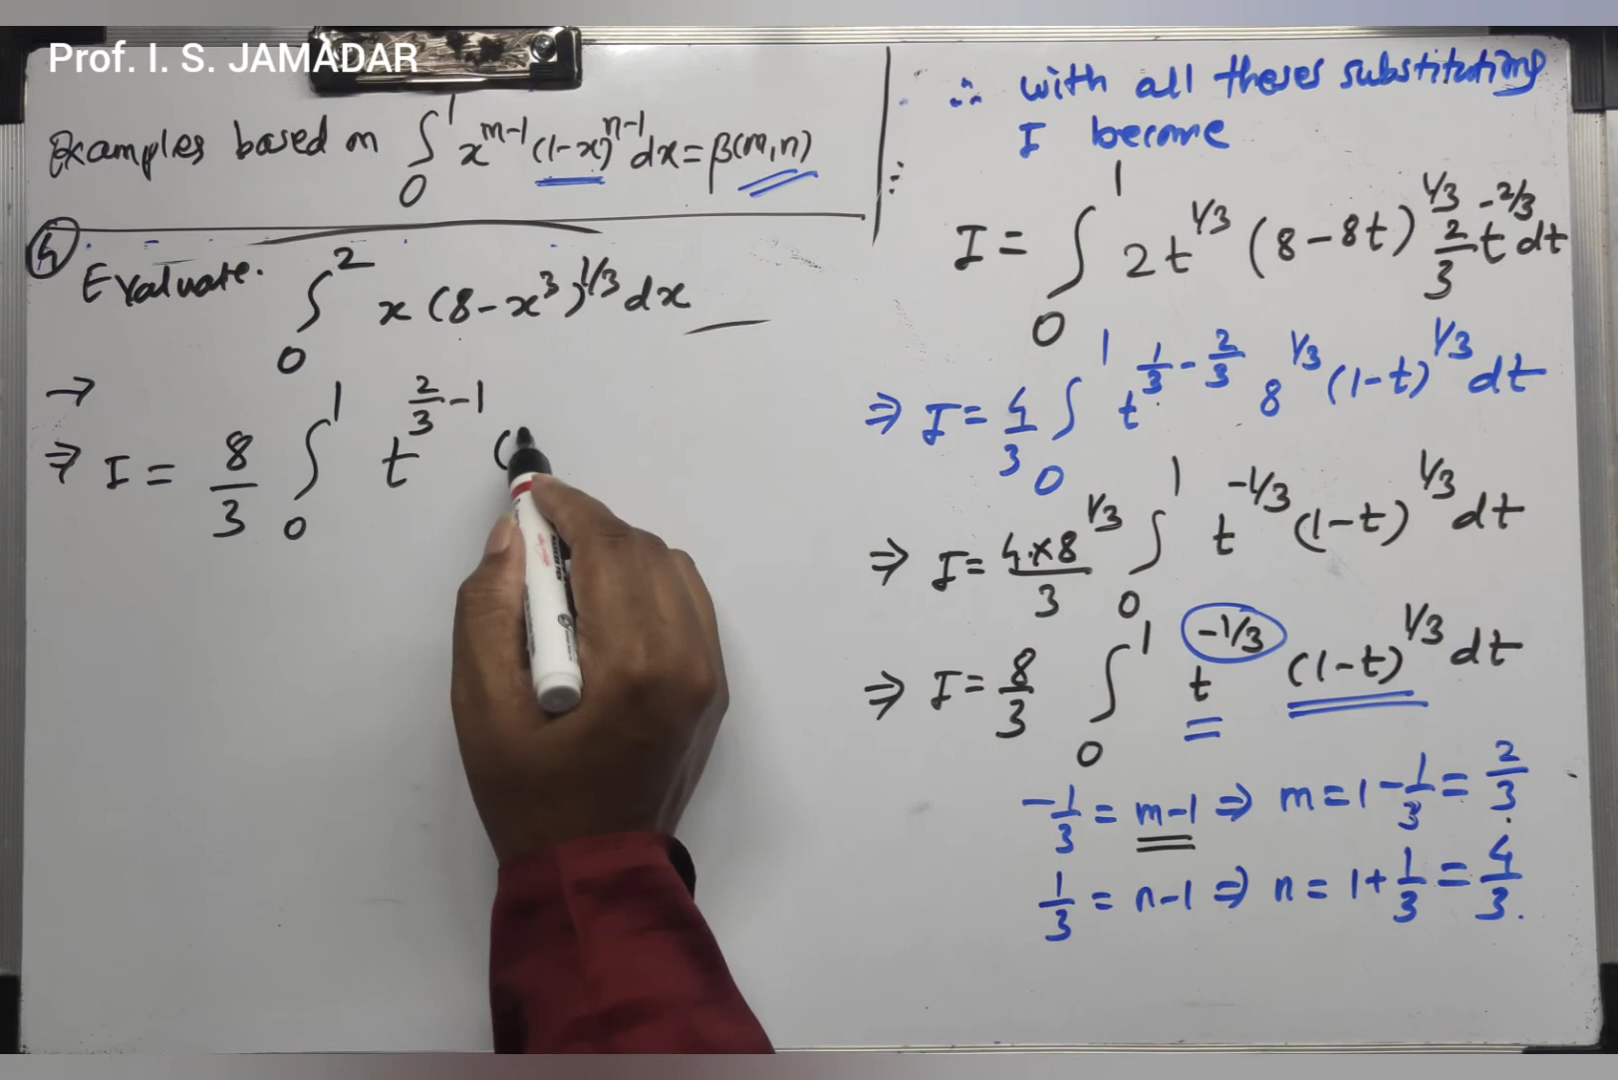 Prof. I. S. JAMADAR
Examples based on ∫₀¹ x^(m-1) (1-x)^(n-1) dx = β(m,n)
④ Evaluate. ∫₀² x (8-x³)^(1/3) dx
→
⇒ I = 8/3 ∫₀¹ t^(2/3 - 1) (
∴ with all theses substitutions
I become
I = ∫₀¹ 2t^(1/3) (8-8t)^(1/3) 2/3 t^(-2/3) dt
⇒ I = 4/3 ∫₀¹ t^(1/3 - 2/3) 8^(1/3) (1-t)^(1/3) dt
⇒ I = (4×8^(1/3))/3 ∫₀¹ t^(-1/3) (1-t)^(1/3) dt
⇒ I = 8/3 ∫₀¹ t^(-1/3) (1-t)^(1/3) dt
-1/3 = m-1 ⇒ m = 1 - 1/3 = 2/3.
1/3 = n-1 ⇒ n = 1 + 1/3 = 4/3.